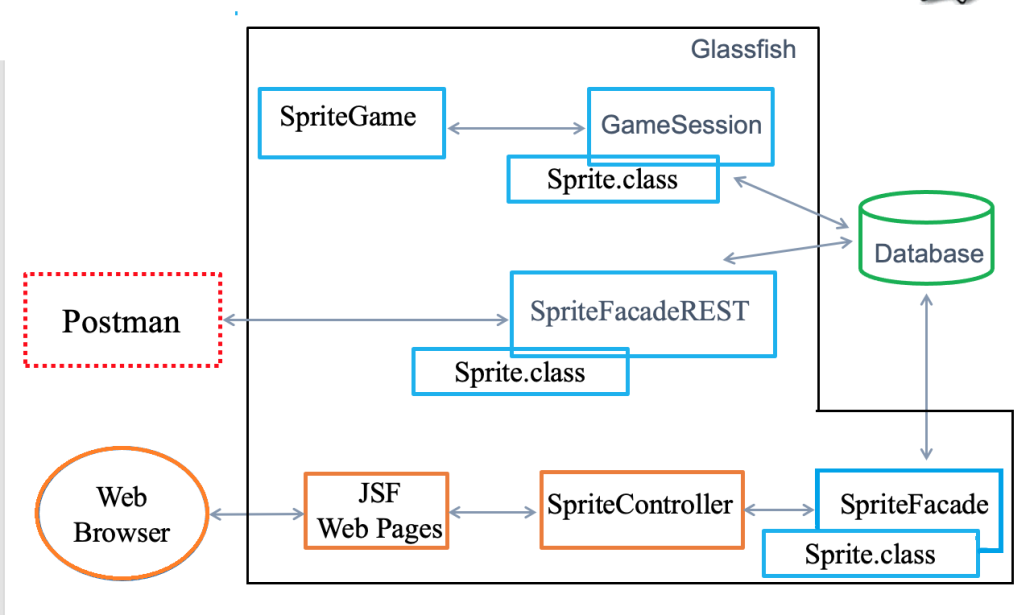 Glassfish
SpriteGame
GameSession
Sprite.class
Database
Postman
SpriteFacadeREST
Sprite.class
Web
Browser
JSF
Web Pages
SpriteController
SpriteFacade
Sprite.class